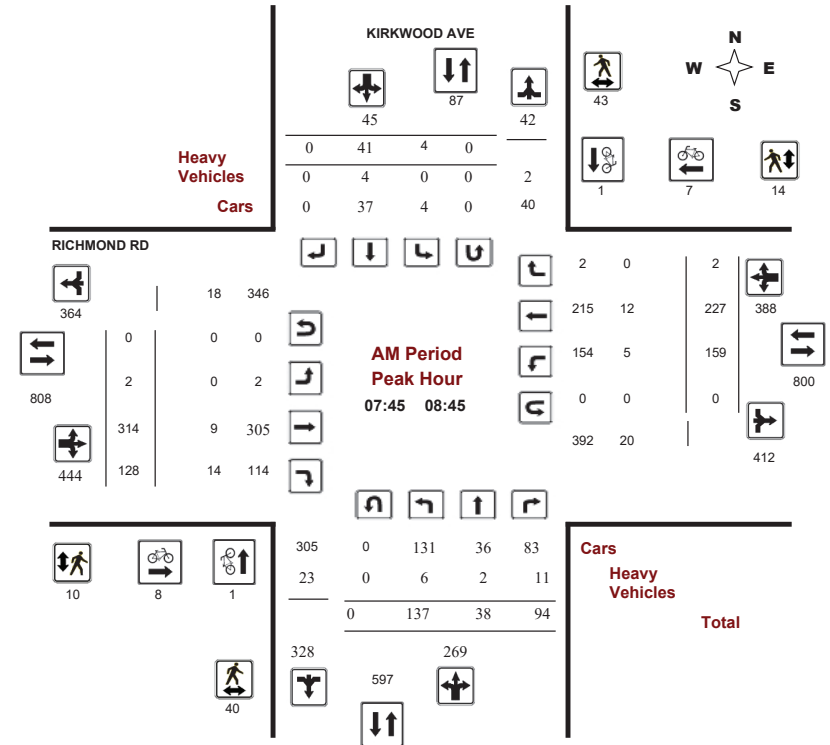 KIRKWOOD AVE
N
W E
S
87
43
45
42
0 41 4 0
Heavy
Vehicles
0 4 0 0 2
Cars
0 37 4 0 40
1 7 14
RICHMOND RD
364
18 346
2 0 2
388
0 0 0
215 12 227
808
2 0 2
154 5 159
800
AM Period
Peak Hour
07:45 08:45
314 9 305
0 0 0
444
128 14 114
392 20
412
305 0 131 36 83
Cars
23 0 6 2 11
Heavy
Vehicles
0 137 38 94
Total
10 8 1
328 269
597
40